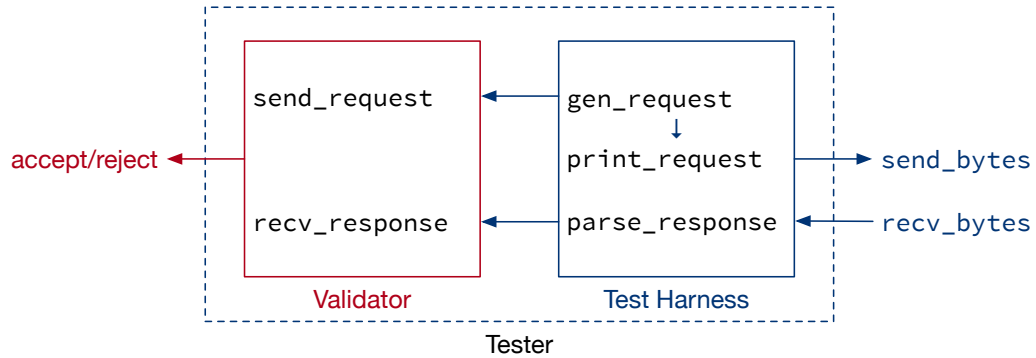 send_request
gen_request
accept/reject
print_request
send_bytes
recv_response
parse_response
recv_bytes
Validator
Test Harness
Tester